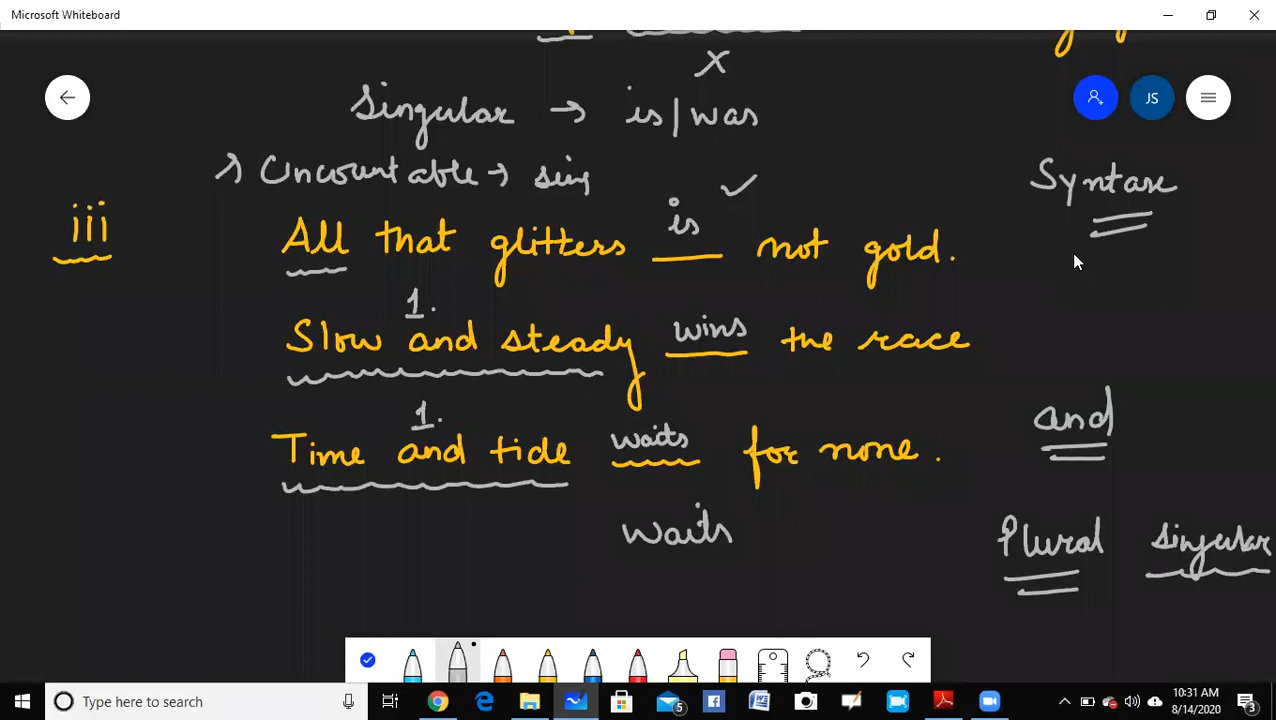 Microsoft Whiteboard
x
Singular → is/was
JS
Uncountable → sing
Syntax
iii
All that glitters is not gold.
1.
Slow and steady wins the race
and
1.
Time and tide waits for none.
waits
Plural Singular
Type here to search
5
10:31 AM
8/14/2020
3